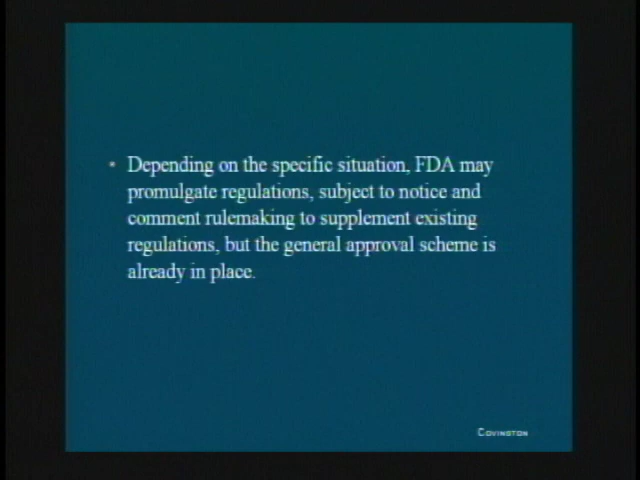 • Depending on the specific situation, FDA may
promulgate regulations, subject to notice and
comment rulemaking to supplement existing
regulations, but the general approval scheme is
already in place.
COVINGTON